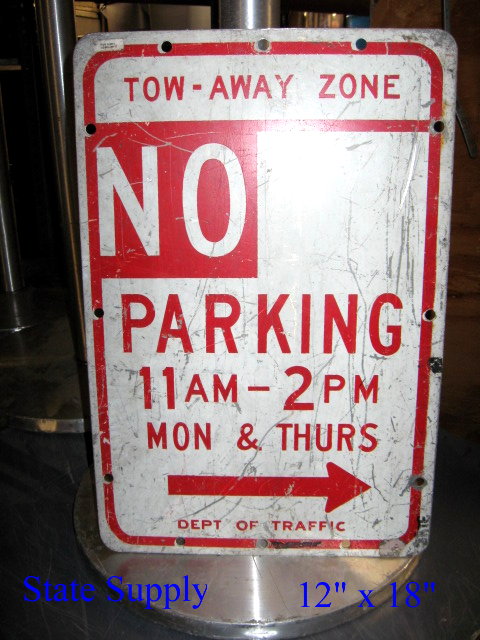 TOW-AWAY ZONE
NO
PARKING
11AM - 2PM
MON & THURS
DEPT OF TRAFFIC
State Supply 12" x 18"